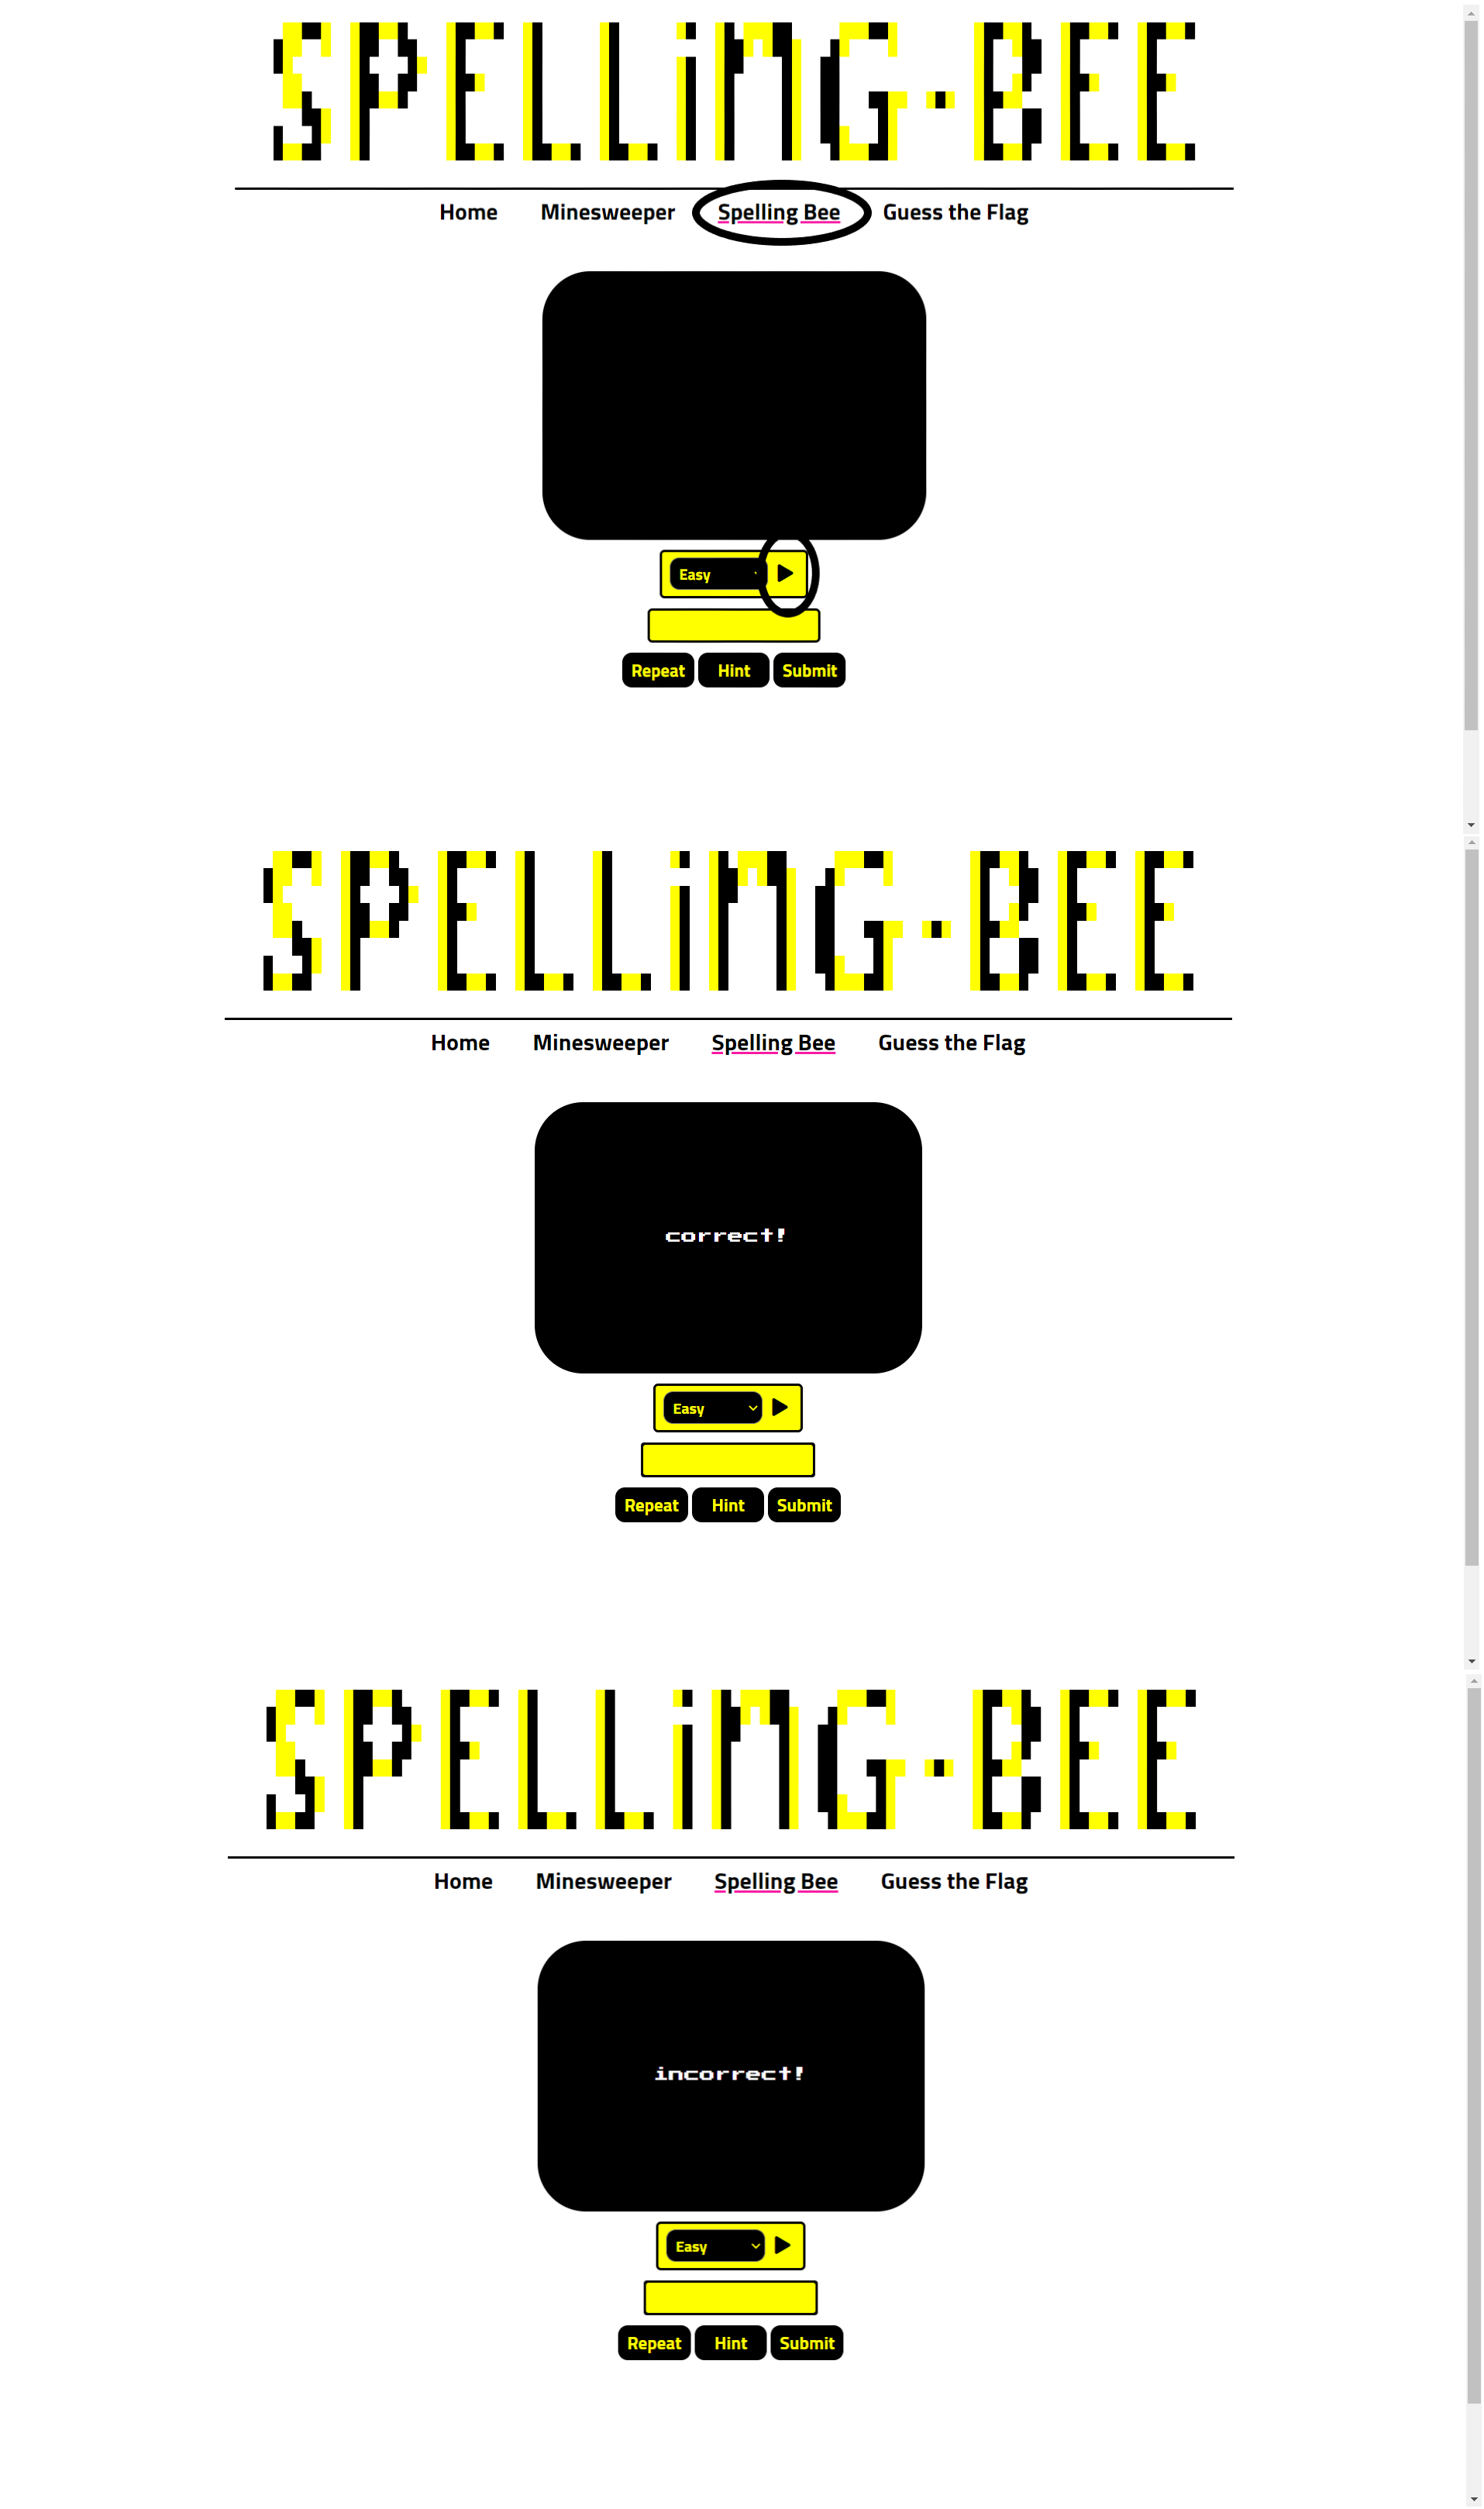 SPELLiNG-BEE
Home Minesweeper Spelling Bee Guess the Flag
Easy
Repeat Hint Submit
SPELLiNG-BEE
Home Minesweeper Spelling Bee Guess the Flag
correct!
Easy
Repeat Hint Submit
SPELLiNG-BEE
Home Minesweeper Spelling Bee Guess the Flag
incorrect!
Easy
Repeat Hint Submit